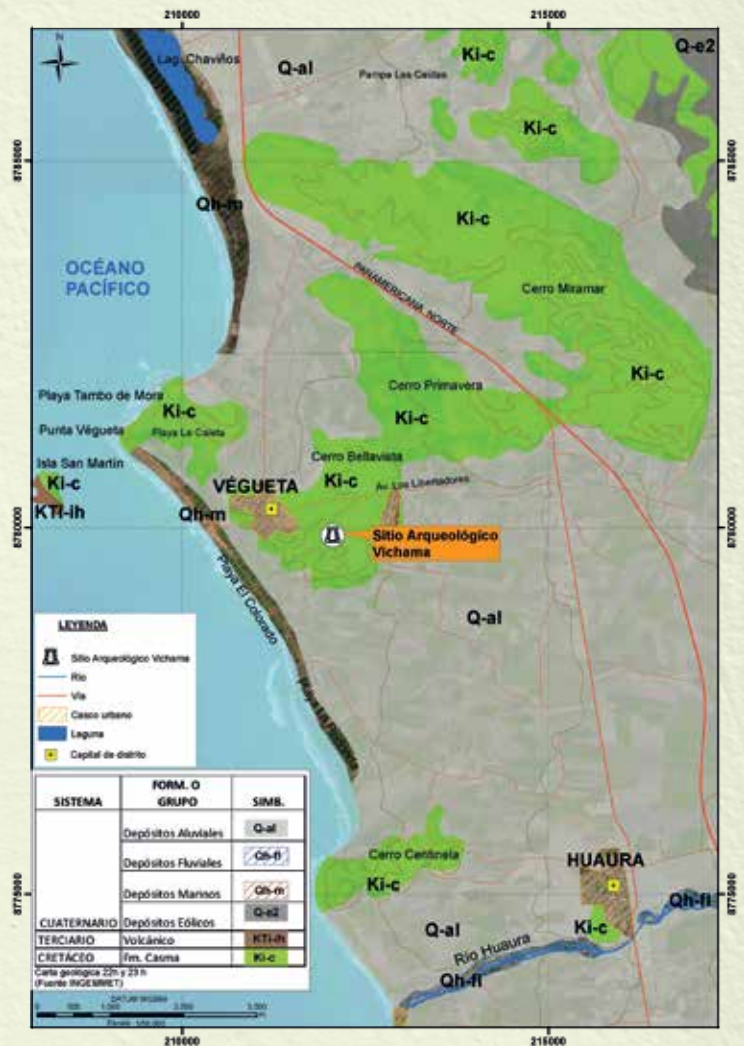 210000
215000
N
Lag. Chaviños
Q-al
Ki-c
Q-e2
Pampa Las Caidas
Ki-c
8785000
8785000
Qh-m
Ki-c
OCÉANO
PACÍFICO
PANAMERICANA NORTE
Cerro Miramar
Ki-c
Playa Tambo de Mora
Cerro Primavera
Ki-c
Ki-c
Punta Végueta
Playa La Caleta
Isla San Martín
Cerro Bellavista
Ki-c
VÉGUETA
Ki-c
Av. Los Libertadores
KTi-ih
Qh-m
8780000
8780000
Sitio Arqueológico
Vichama
Playa El Colorado
Q-al
LEYENDA
Sitio Arqueológico Vichama
Río
Vía
Casco urbano
Laguna
Capital de distrito
SISTEMA
FORM. O
GRUPO
SIMB.
Depósitos Aluviales
Q-al
Depósitos Fluviales
Qh-fl
Depósitos Marinos
Qh-m
CUATERNARIO
Depósitos Eólicos
Q-e2
TERCIARIO
Volcánico
KTi-ih
CRETÁCEO
Fm. Casma
Ki-c
Carta geológica 22h y 23 h
(Fuente INGEMMET)
Cerro Centinela
Ki-c
HUAURA
8775000
8775000
Qh-fl
Q-al
Ki-c
Río Huaura
Qh-fl
210000
215000